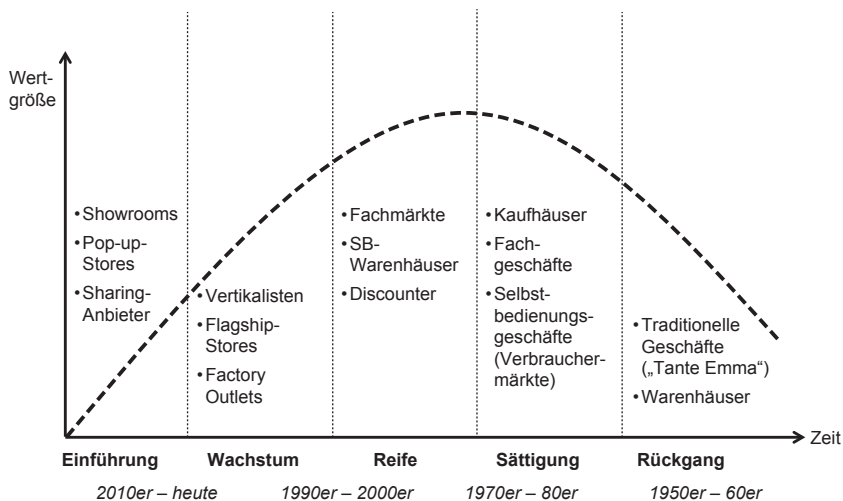 Wert-
größe
•Showrooms
•Pop-up-
Stores
•Sharing-
Anbieter
•Vertikalisten
•Flagship-
Stores
•Factory
Outlets
•Fachmärkte
•SB-
Warenhäuser
•Discounter
•Kaufhäuser
•Fach-
geschäfte
•Selbst-
bedienungs-
geschäfte
(Verbraucher-
märkte)
•Traditionelle
Geschäfte
(„Tante Emma“)
•Warenhäuser
Zeit
Einführung Wachstum Reife Sättigung Rückgang
2010er – heute 1990er – 2000er 1970er – 80er 1950er – 60er